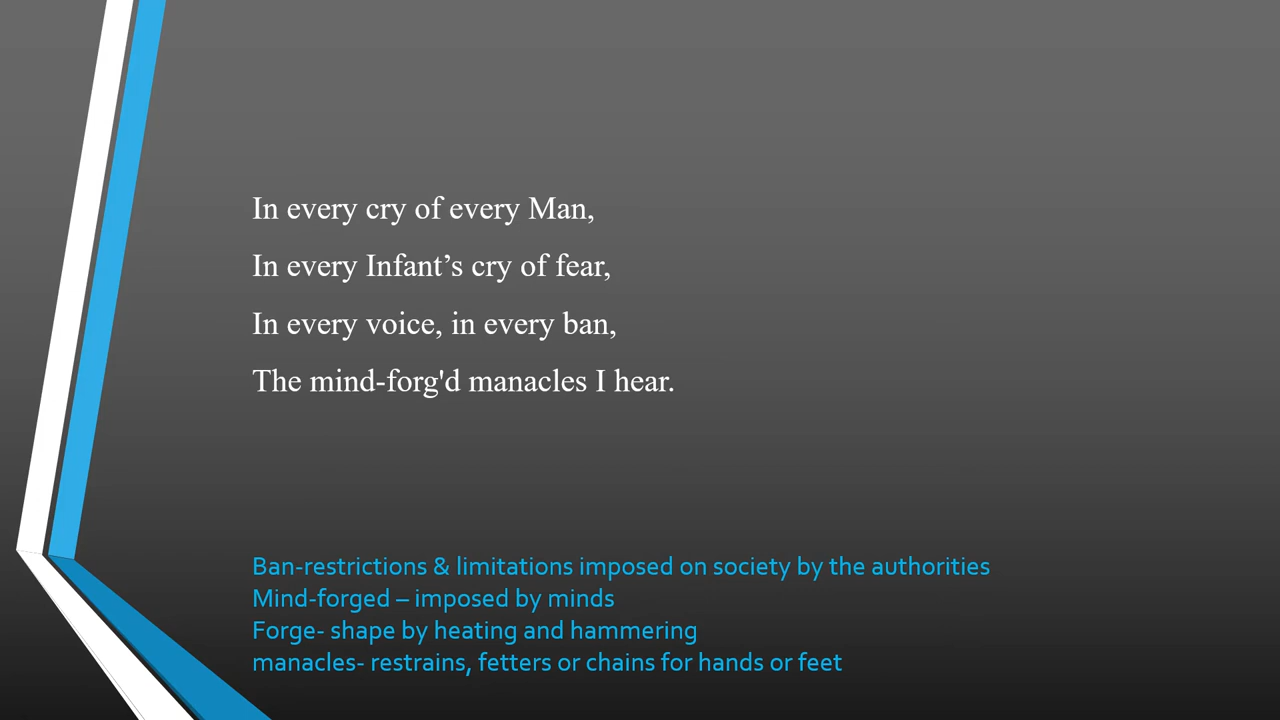 In every cry of every Man,
In every Infant’s cry of fear,
In every voice, in every ban,
The mind-forg'd manacles I hear.
Ban-restrictions & limitations imposed on society by the authorities
Mind-forged – imposed by minds
Forge- shape by heating and hammering
manacles- restrains, fetters or chains for hands or feet